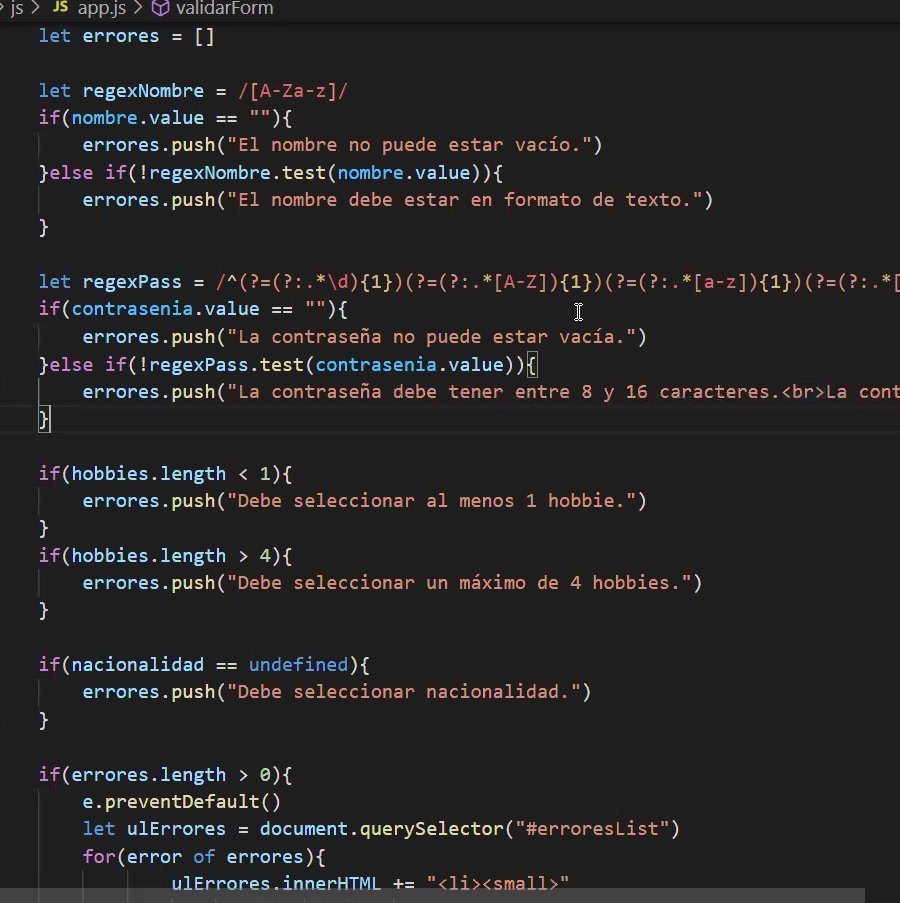 js > JS app.js > validarForm
let errores = []
let regexNombre = /[A-Za-z]/
if(nombre.value == ""){
errores.push("El nombre no puede estar vacío.")
}else if(!regexNombre.test(nombre.value)){
errores.push("El nombre debe estar en formato de texto.")
}
let regexPass = /^(?=(?:.*\d){1})(?=(?:.*[A-Z]){1})(?=(?:.*[a-z]){1})(?=(?:.*[
if(contrasenia.value == ""){
errores.push("La contraseña no puede estar vacía.")
}else if(!regexPass.test(contrasenia.value)){
errores.push("La contraseña debe tener entre 8 y 16 caracteres.<br>La cont
}
if(hobbies.length < 1){
errores.push("Debe seleccionar al menos 1 hobbie.")
}
if(hobbies.length > 4){
errores.push("Debe seleccionar un máximo de 4 hobbies.")
}
if(nacionalidad == undefined){
errores.push("Debe seleccionar nacionalidad.")
}
if(errores.length > 0){
e.preventDefault()
let ulErrores = document.querySelector("#erroresList")
for(error of errores){
ulErrores.innerHTML += "<li><small>"